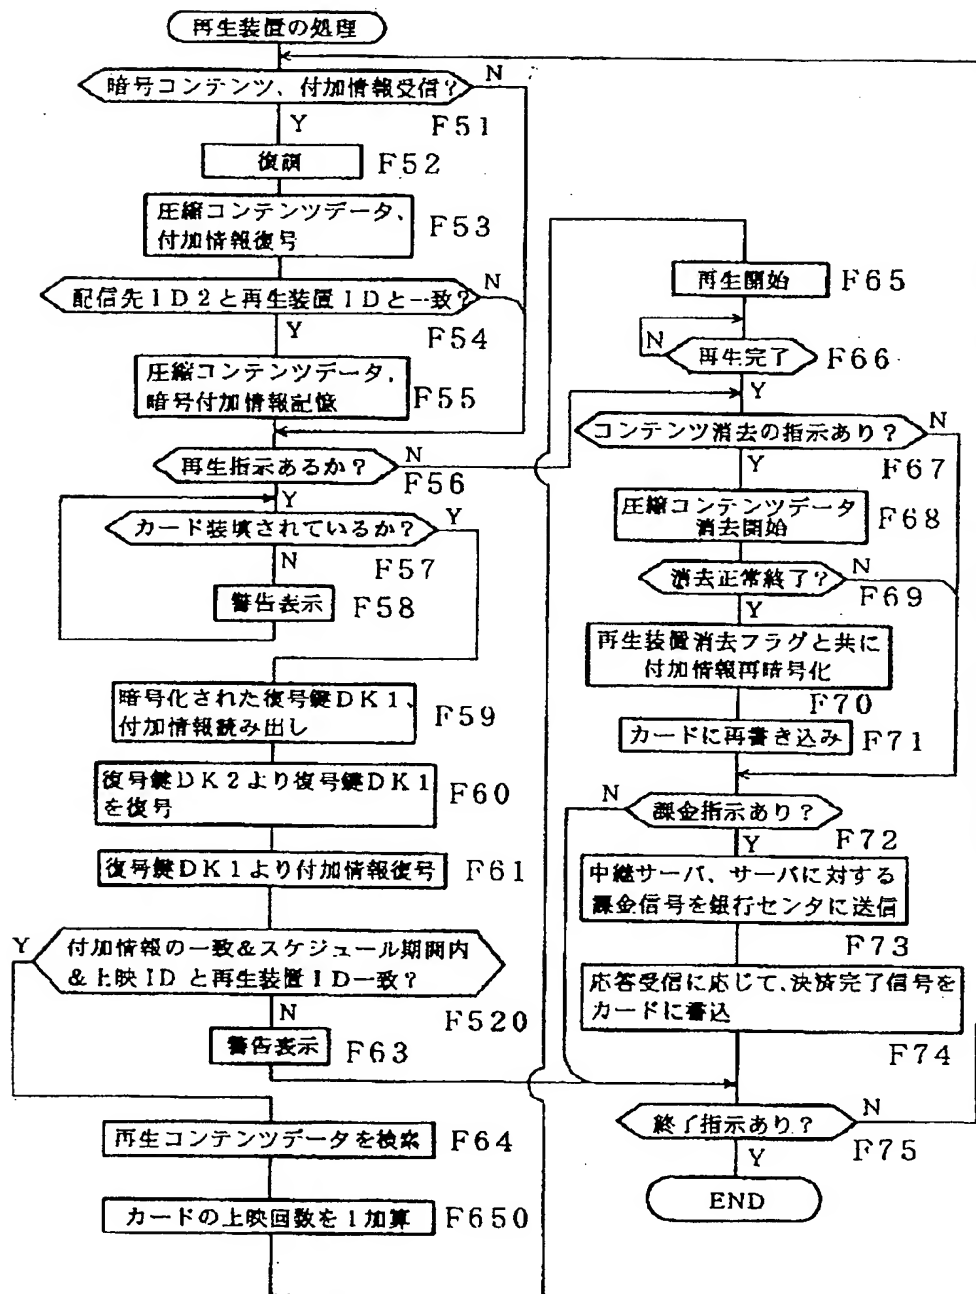 再生装置の処理
暗号コンテンツ、付加情報受信?
N
Y
F51
復調
F52
圧縮コンテンツデータ、
付加情報復号
F53
配信先ID2と再生装置IDと一致?
N
Y
F54
圧縮コンテンツデータ、
暗号付加情報記憶
F55
再生指示あるか?
N
F56
Y
カード装填されているか?
Y
N
F57
警告表示
F58
暗号化された復号鍵DK1、
付加情報読み出し
F59
復号鍵DK2より復号鍵DK1
を復号
F60
復号鍵DK1より付加情報復号
F61
Y
付加情報の一致&スケジュール期間内
&上映IDと再生装置ID一致?
N
F520
警告表示
F63
再生コンテンツデータを検索
F64
カードの上映回数を1加算
F650
再生開始
F65
N
再生完了
F66
Y
コンテンツ消去の指示あり?
N
Y
F67
圧縮コンテンツデータ
消去開始
F68
消去正常終了?
N
F69
Y
再生装置消去フラグと共に
付加情報再暗号化
F70
カードに再書き込み
F71
N
課金指示あり?
F72
Y
中継サーバ、サーバに対する
課金信号を銀行センタに送信
F73
応答受信に応じて、決済完了信号を
カードに書込
F74
終了指示あり?
N
F75
Y
END